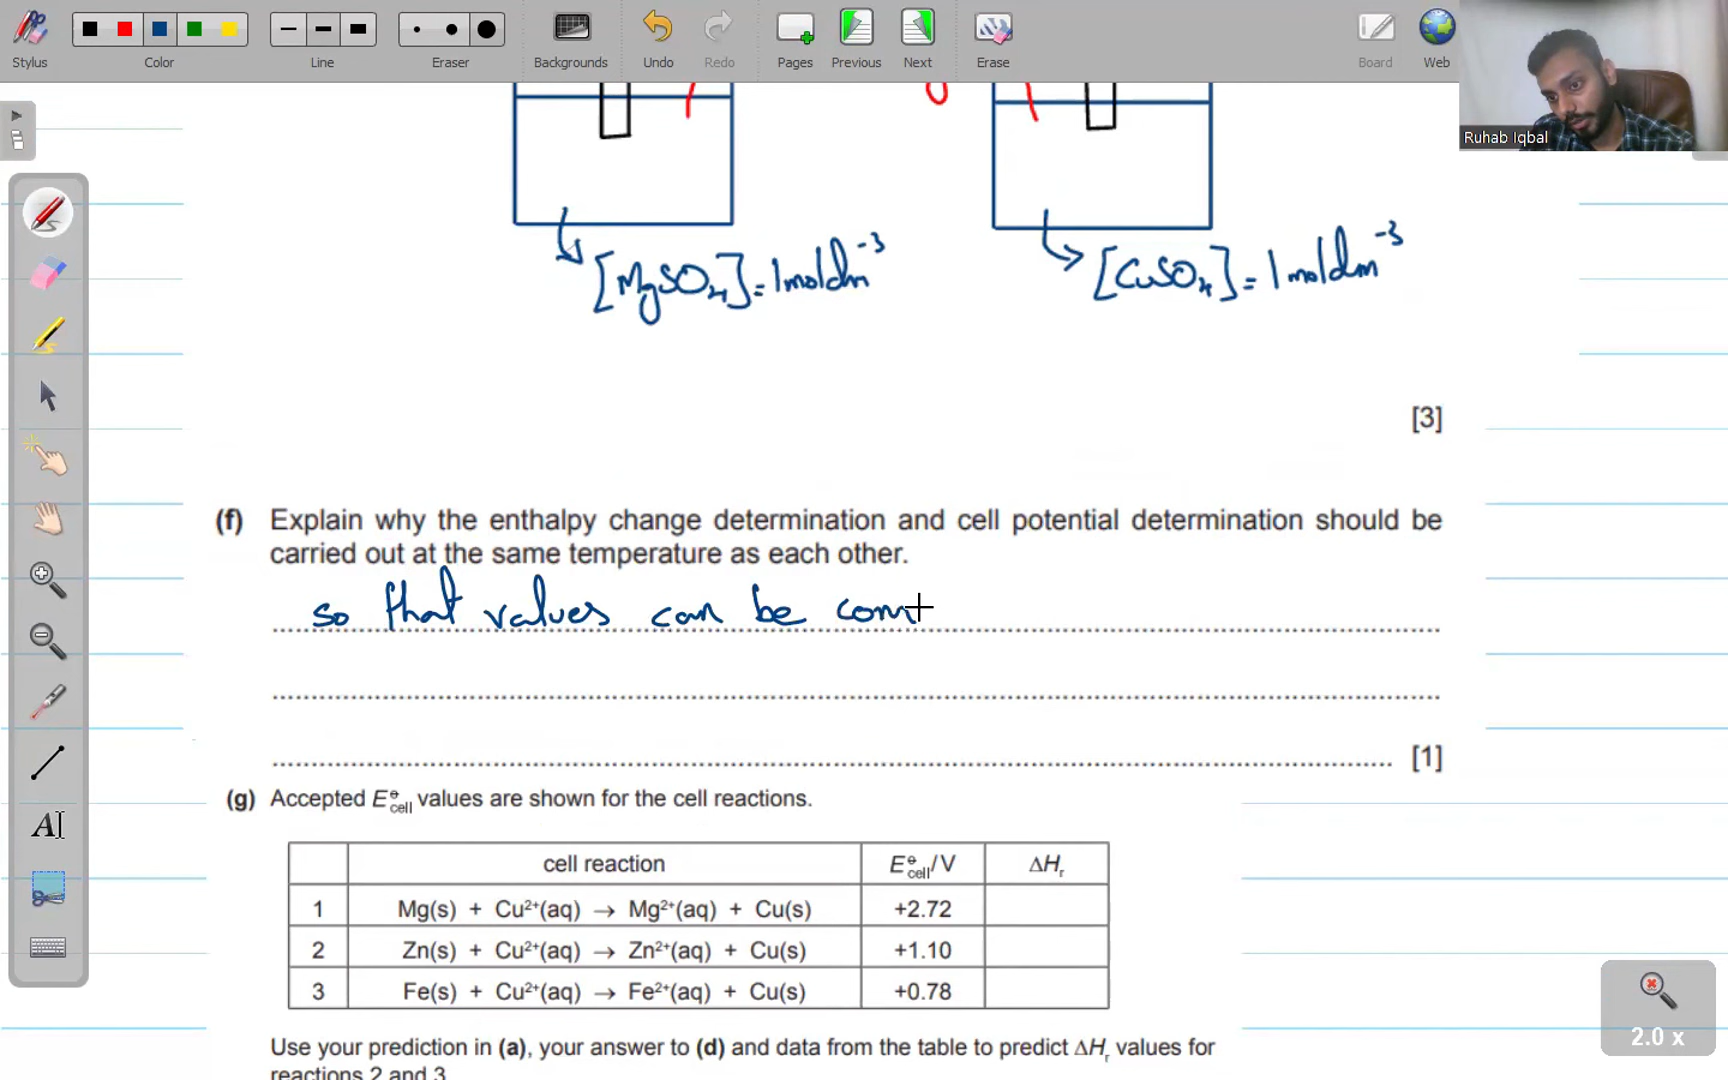 Stylus
Color
Line
Eraser
Backgrounds
Undo
Redo
Pages
Previous
Next
Erase
Board
Web
Ruhab Iqbal
[MgSO₄] = 1moldm⁻³
[CuSO₄] = 1moldm⁻³
[3]
(f) Explain why the enthalpy change determination and cell potential determination should be
carried out at the same temperature as each other.
so that values can be com
[1]
(g) Accepted E⦵cell values are shown for the cell reactions.
cell reaction E⦵cell/V ΔHr
1 Mg(s) + Cu²⁺(aq) → Mg²⁺(aq) + Cu(s) +2.72
2 Zn(s) + Cu²⁺(aq) → Zn²⁺(aq) + Cu(s) +1.10
3 Fe(s) + Cu²⁺(aq) → Fe²⁺(aq) + Cu(s) +0.78
Use your prediction in (a), your answer to (d) and data from the table to predict ΔHr values for
reactions 2 and 3
A
2.0 x